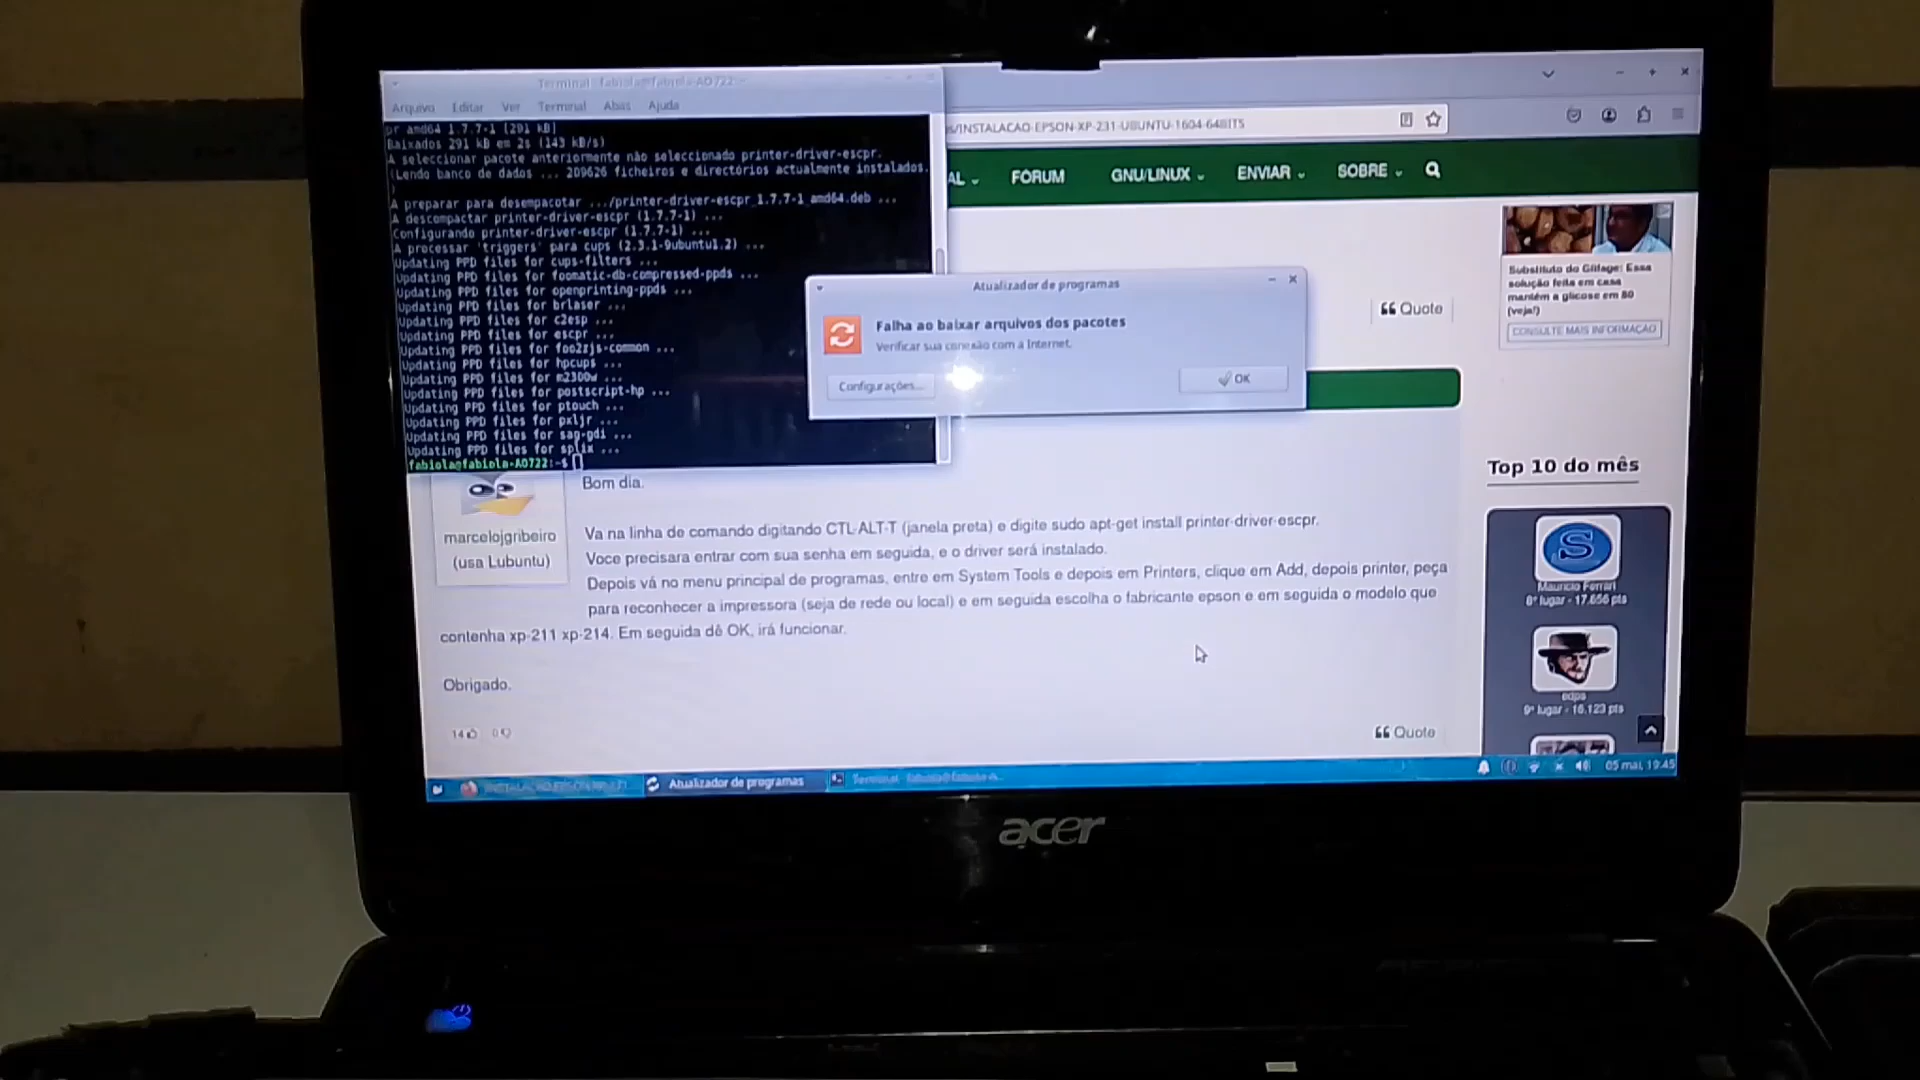 Terminal - fabiola@fabiola-AO722: ~
Arquivo Editar Ver Terminal Abas Ajuda
pr amd64 1.7.7-1 [291 kB]
Baixados 291 kB em 2s (143 kB/s)
A seleccionar pacote anteriormente não seleccionado printer-driver-escpr.
(Lendo banco de dados ... 209626 ficheiros e directórios actualmente instalados.
)
A preparar para desempacotar .../printer-driver-escpr_1.7.7-1_amd64.deb ...
A descompactar printer-driver-escpr (1.7.7-1) ...
Configurando printer-driver-escpr (1.7.7-1) ...
A processar 'triggers' para cups (2.3.1-9ubuntu1.2) ...
Updating PPD files for cups-filters ...
Updating PPD files for foomatic-db-compressed-ppds ...
Updating PPD files for openprinting-ppds ...
Updating PPD files for brlaser ...
Updating PPD files for c2esp ...
Updating PPD files for escpr ...
Updating PPD files for foo2zjs-common ...
Updating PPD files for hpcups ...
Updating PPD files for m2300w ...
Updating PPD files for postscript-hp ...
Updating PPD files for ptouch ...
Updating PPD files for pxljr ...
Updating PPD files for sag-gdi ...
Updating PPD files for splix ...
fabiola@fabiola-AO722:~$
s/INSTALACAO-EPSON-XP-231-UBUNTU-1604-64BITS
AL FÓRUM GNU/LINUX ENVIAR SOBRE
Substituto do Glifage: Essa
solução feita em casa
mantém a glicose em 80
(veja!)
CONSULTE MAIS INFORMAÇÃO
Quote
Atualizador de programas
Falha ao baixar arquivos dos pacotes
Verificar sua conexão com a Internet.
Configurações...
OK
Bom dia.
marcelojgribeiro
(usa Lubuntu)
Va na linha de comando digitando CTL-ALT-T (janela preta) e digite sudo apt-get install printer-driver-escpr.
Voce precisara entrar com sua senha em seguida, e o driver será instalado.
Depois vá no menu principal de programas, entre em System Tools e depois em Printers, clique em Add, depois printer, peça
para reconhecer a impressora (seja de rede ou local) e em seguida escolha o fabricante epson e em seguida o modelo que
contenha xp-211 xp-214. Em seguida dê OK, irá funcionar.
Obrigado.
14 0
Quote
Top 10 do mês
S
Mauricio Ferrari
8º lugar - 17.656 pts
edps
9º lugar - 16.123 pts
Atualizador de programas
05 mai, 19:45
acer